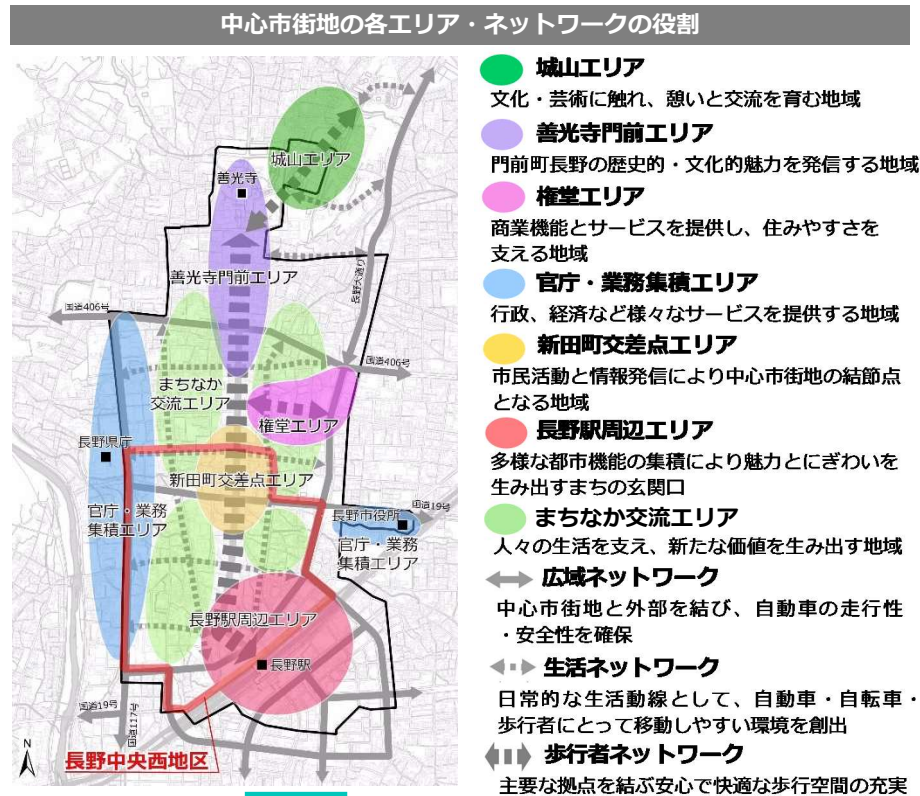 中心市街地の各エリア・ネットワークの役割
城山エリア
善光寺
善光寺門前エリア
長野大通り
国道406号
国道406号
まちなか
交流エリア
権堂エリア
長野県庁
新田町交差点エリア
国道19号
長野市役所
官庁・業務
集積エリア
官庁・業務
集積エリア
長野駅周辺エリア
長野駅
国道19号
国道117号
N
長野中央西地区
城山エリア
文化・芸術に触れ、憩いと交流を育む地域
善光寺門前エリア
門前町長野の歴史的・文化的魅力を発信する地域
権堂エリア
商業機能とサービスを提供し、住みやすさを
支える地域
官庁・業務集積エリア
行政、経済など様々なサービスを提供する地域
新田町交差点エリア
市民活動と情報発信により中心市街地の結節点
となる地域
長野駅周辺エリア
多様な都市機能の集積により魅力とにぎわいを
生み出すまちの玄関口
まちなか交流エリア
人々の生活を支え、新たな価値を生み出す地域
広域ネットワーク
中心市街地と外部を結び、自動車の走行性
・安全性を確保
生活ネットワーク
日常的な生活動線として、自動車・自転車・
歩行者にとって移動しやすい環境を創出
歩行者ネットワーク
主要な拠点を結ぶ安心で快適な歩行空間の充実